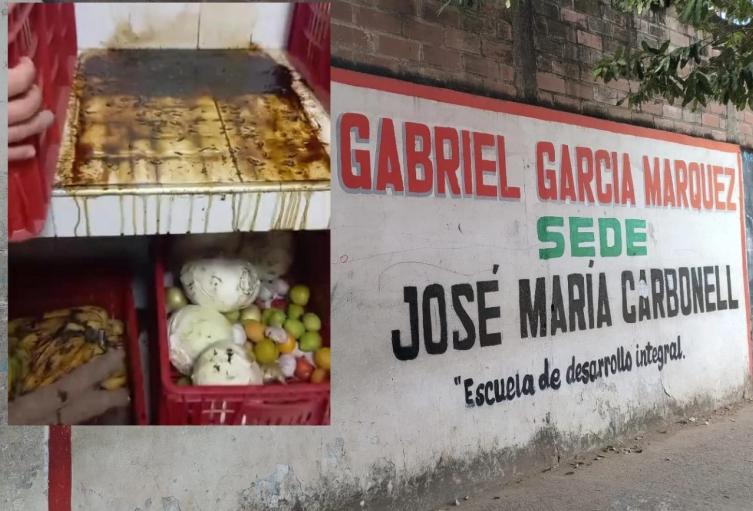 GABRIEL GARCIA MARQUEZ
SEDE
JOSÉ MARÍA CARBONELL
"Escuela de desarrollo integral.